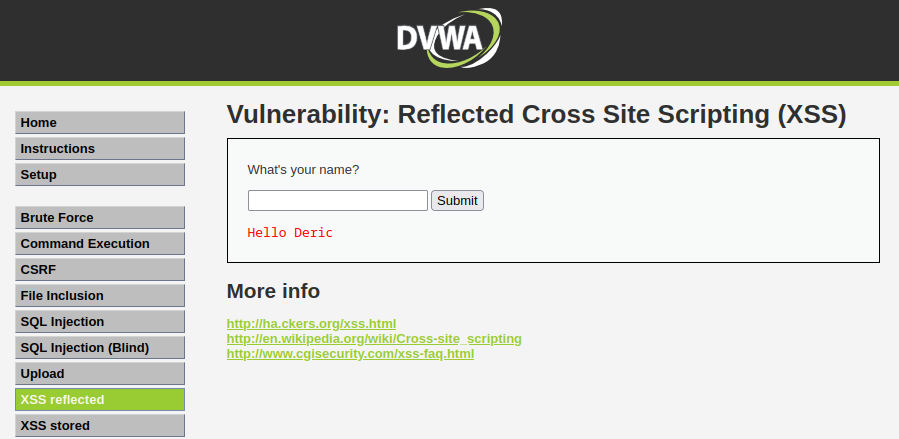 DVWA
Home
Instructions
Setup
Brute Force
Command Execution
CSRF
File Inclusion
SQL Injection
SQL Injection (Blind)
Upload
XSS reflected
XSS stored
Vulnerability: Reflected Cross Site Scripting (XSS)
What's your name?
Submit
Hello Deric
More info
http://ha.ckers.org/xss.html
http://en.wikipedia.org/wiki/Cross-site_scripting
http://www.cgisecurity.com/xss-faq.html